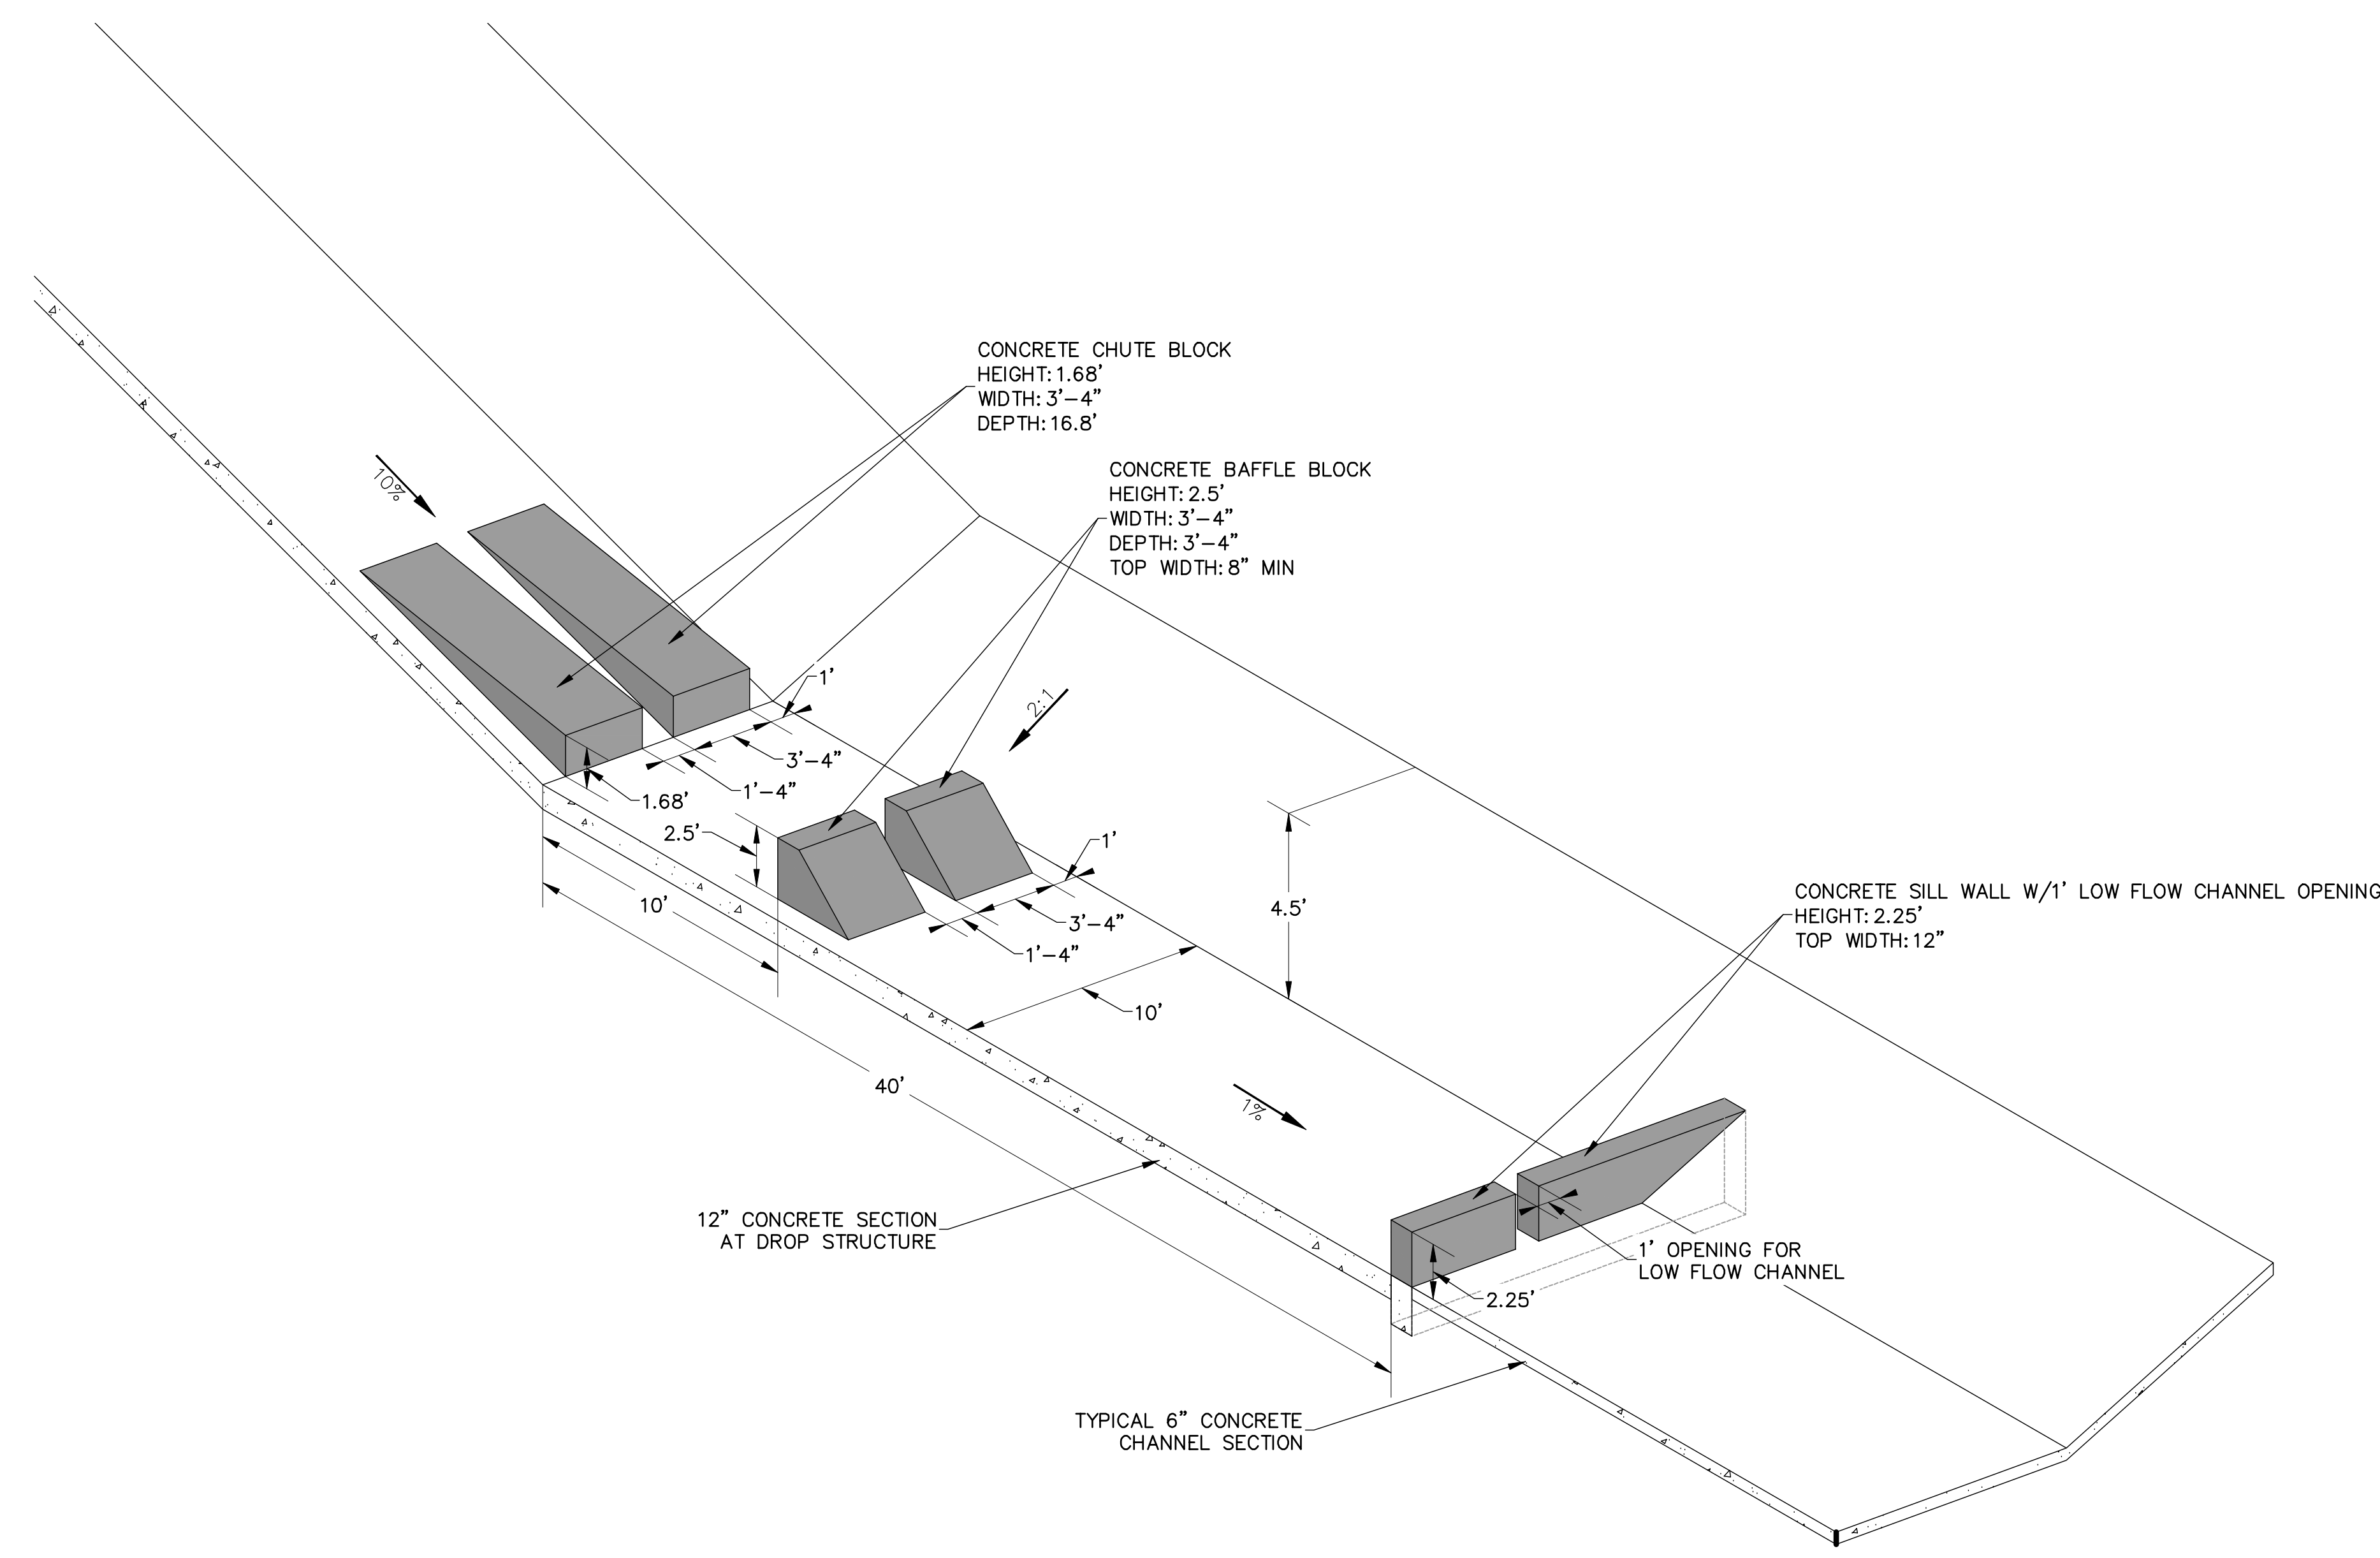 CONCRETE CHUTE BLOCK
HEIGHT: 1.68'
WIDTH: 3'-4"
DEPTH: 16.8'
10%
CONCRETE BAFFLE BLOCK
HEIGHT: 2.5'
WIDTH: 3'-4"
DEPTH: 3'-4"
TOP WIDTH: 8" MIN
1'
2:1
3'-4"
1'-4"
1.68'
2.5'
1'
10'
3'-4"
1'-4"
4.5'
CONCRETE SILL WALL W/1' LOW FLOW CHANNEL OPENING
HEIGHT: 2.25'
TOP WIDTH: 12"
10'
40'
1%
12" CONCRETE SECTION
AT DROP STRUCTURE
1' OPENING FOR
LOW FLOW CHANNEL
2.25'
TYPICAL 6" CONCRETE
CHANNEL SECTION